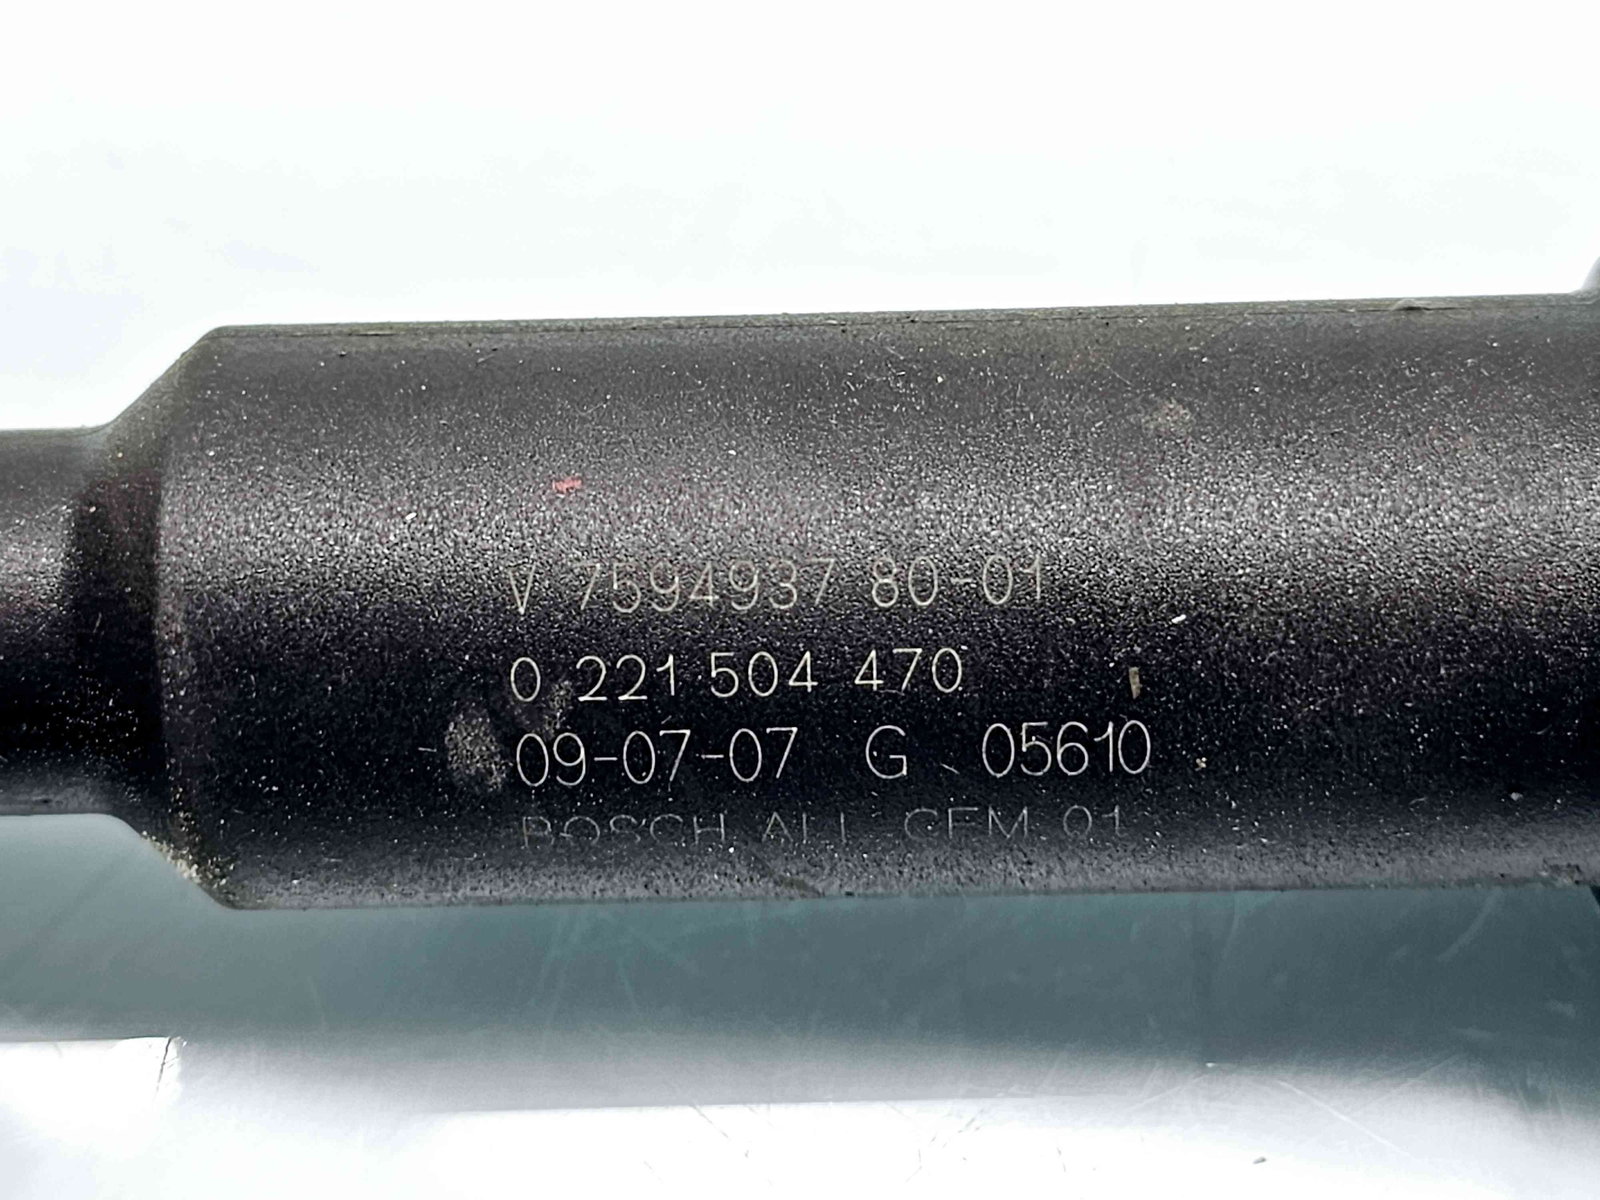 V 7594937 80-01
0 221 504 470
09-07-07 G 05610
BOSCH ALL CFM 01